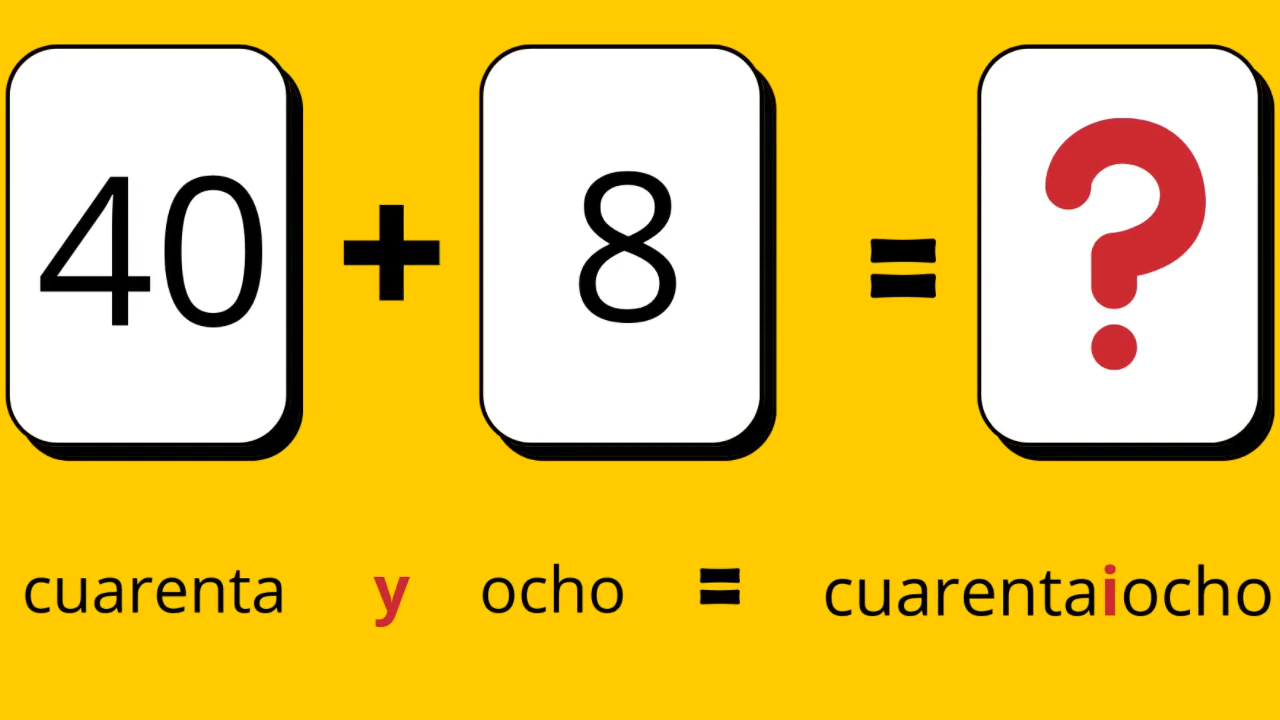 40 + 8 = ?
cuarenta y ocho = cuarentaiocho